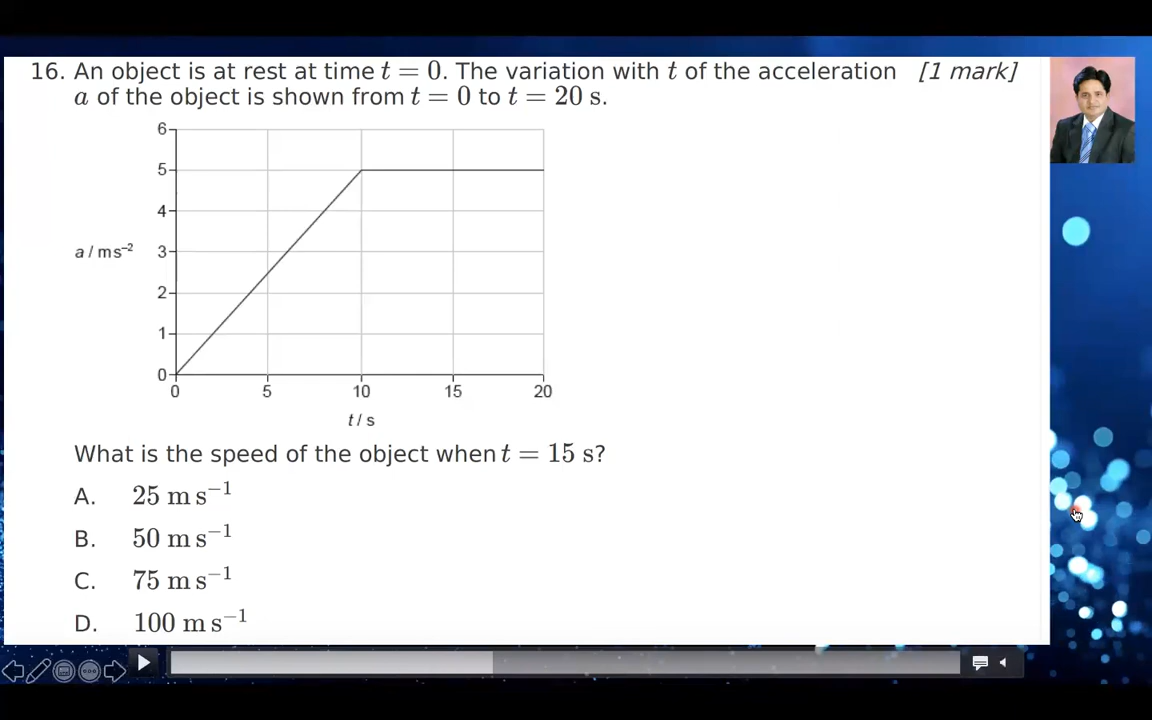 16. An object is at rest at time t = 0. The variation with t of the acceleration [1 mark]
a of the object is shown from t = 0 to t = 20 s.
6
5
4
a / ms⁻² 3
2
1
0
0 5 10 15 20
t / s
What is the speed of the object when t = 15 s?
A. 25 m s⁻¹
B. 50 m s⁻¹
C. 75 m s⁻¹
D. 100 m s⁻¹